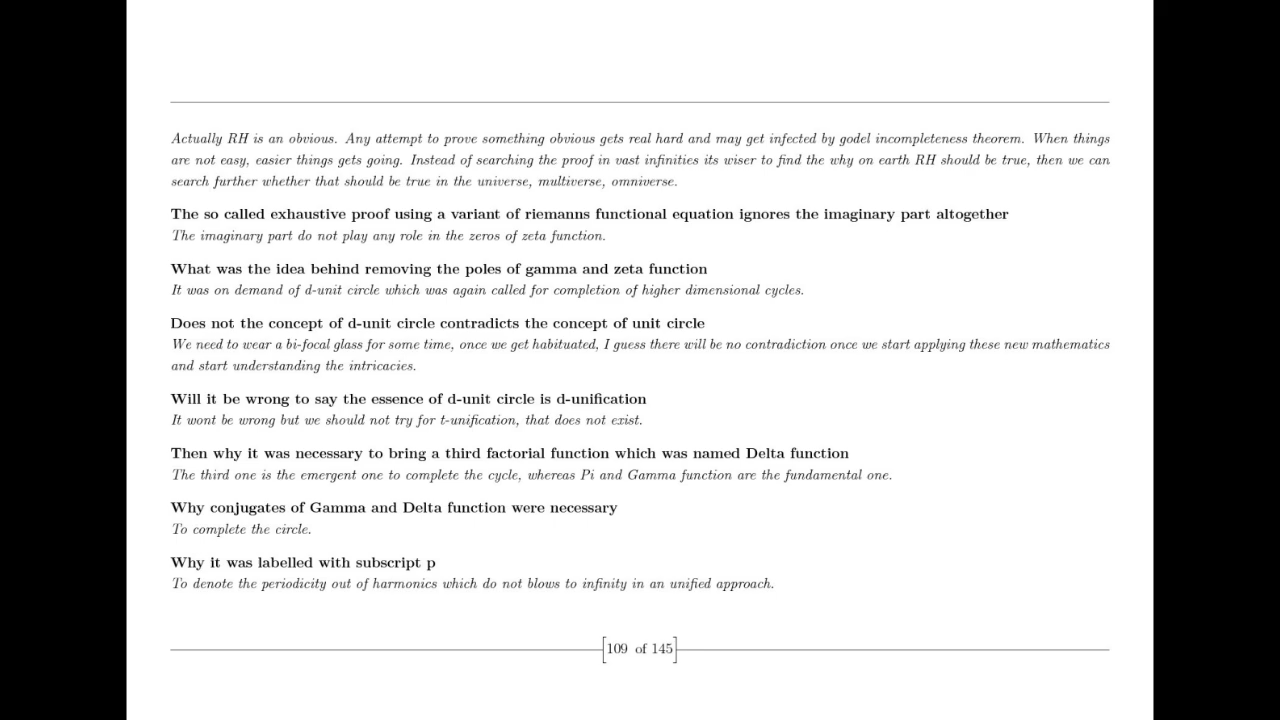 Actually RH is an obvious. Any attempt to prove something obvious gets real hard and may get infected by godel incompleteness theorem. When things
are not easy, easier things gets going. Instead of searching the proof in vast infinities its wiser to find the why on earth RH should be true, then we can
search further whether that should be true in the universe, multiverse, omniverse.
The so called exhaustive proof using a variant of riemanns functional equation ignores the imaginary part altogether
The imaginary part do not play any role in the zeros of zeta function.
What was the idea behind removing the poles of gamma and zeta function
It was on demand of d-unit circle which was again called for completion of higher dimensional cycles.
Does not the concept of d-unit circle contradicts the concept of unit circle
We need to wear a bi-focal glass for some time, once we get habituated, I guess there will be no contradiction once we start applying these new mathematics
and start understanding the intricacies.
Will it be wrong to say the essence of d-unit circle is d-unification
It wont be wrong but we should not try for t-unification, that does not exist.
Then why it was necessary to bring a third factorial function which was named Delta function
The third one is the emergent one to complete the cycle, whereas Pi and Gamma function are the fundamental one.
Why conjugates of Gamma and Delta function were necessary
To complete the circle.
Why it was labelled with subscript p
To denote the periodicity out of harmonics which do not blows to infinity in an unified approach.
[109 of 145]